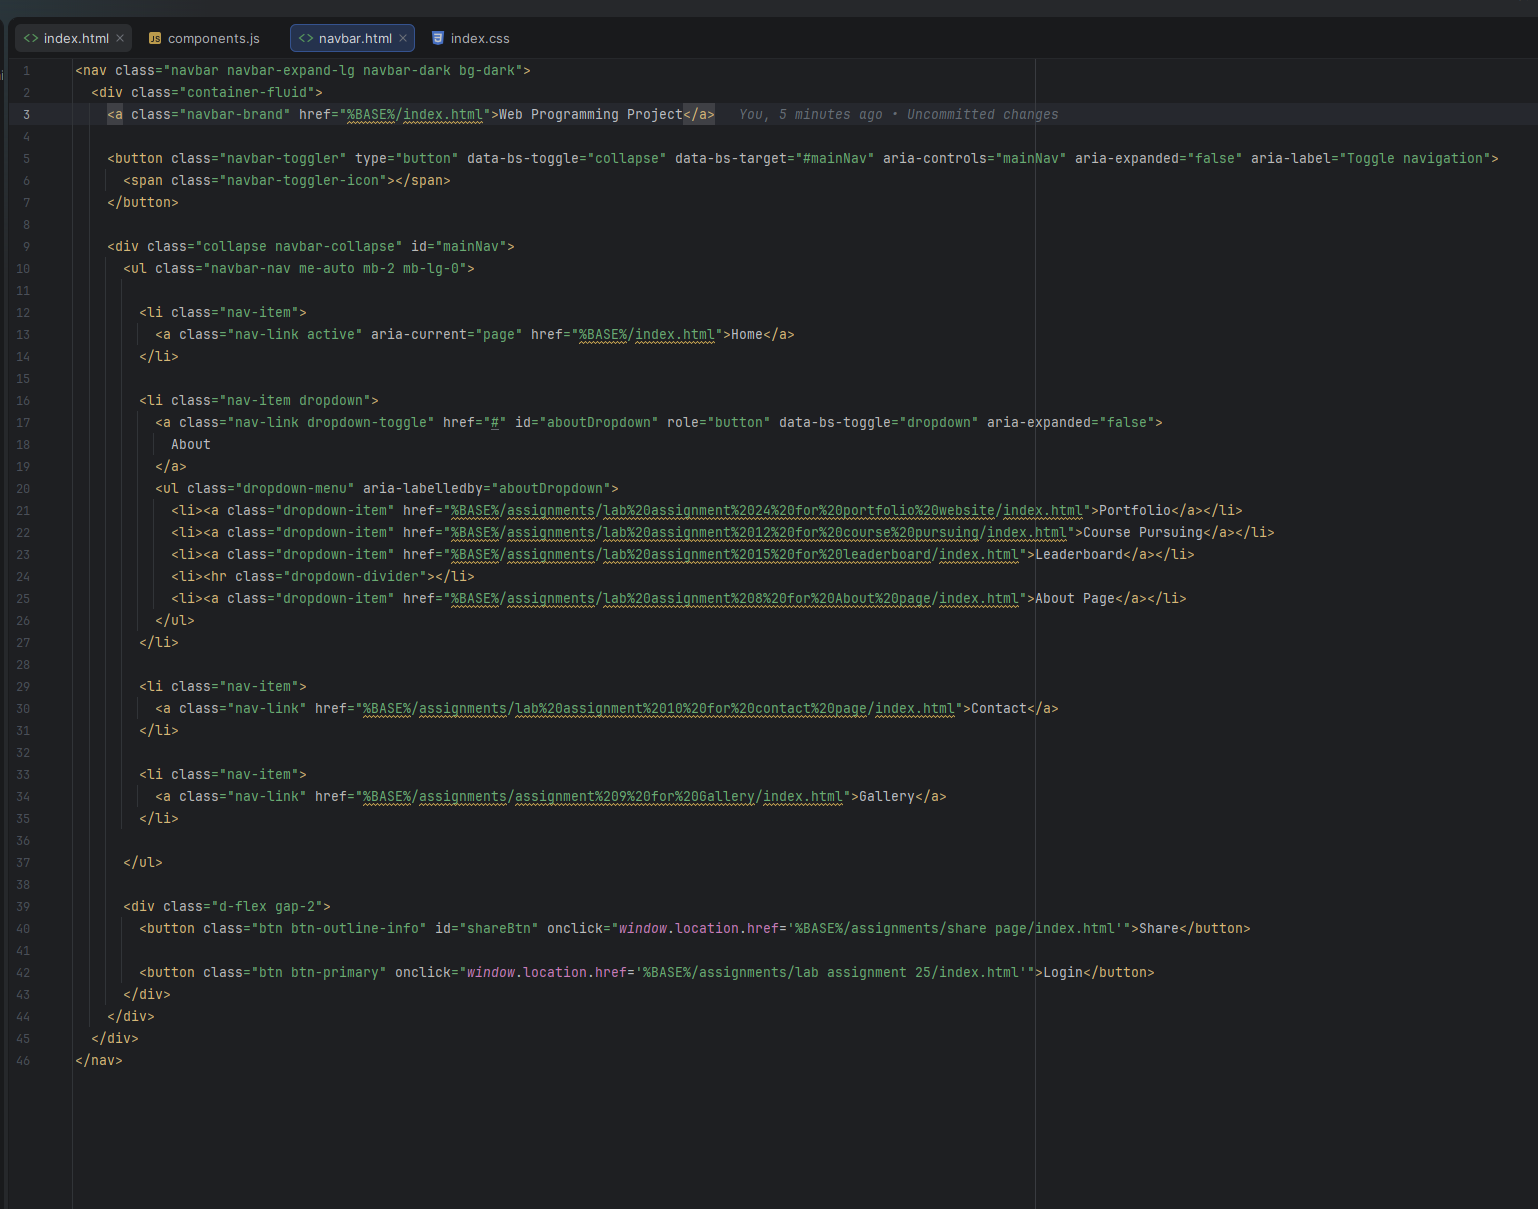 index.html
components.js
navbar.html
index.css
1 <nav class="navbar navbar-expand-lg navbar-dark bg-dark">
2 <div class="container-fluid">
3 <a class="navbar-brand" href="%BASE%/index.html">Web Programming Project</a> You, 5 minutes ago • Uncommitted changes
4
5 <button class="navbar-toggler" type="button" data-bs-toggle="collapse" data-bs-target="#mainNav" aria-controls="mainNav" aria-expanded="false" aria-label="Toggle navigation">
6 <span class="navbar-toggler-icon"></span>
7 </button>
8
9 <div class="collapse navbar-collapse" id="mainNav">
10 <ul class="navbar-nav me-auto mb-2 mb-lg-0">
11
12 <li class="nav-item">
13 <a class="nav-link active" aria-current="page" href="%BASE%/index.html">Home</a>
14 </li>
15
16 <li class="nav-item dropdown">
17 <a class="nav-link dropdown-toggle" href="#" id="aboutDropdown" role="button" data-bs-toggle="dropdown" aria-expanded="false">
18 About
19 </a>
20 <ul class="dropdown-menu" aria-labelledby="aboutDropdown">
21 <li><a class="dropdown-item" href="%BASE%/assignments/lab%20assignment%2024%20for%20portfolio%20website/index.html">Portfolio</a></li>
22 <li><a class="dropdown-item" href="%BASE%/assignments/lab%20assignment%2012%20for%20course%20pursuing/index.html">Course Pursuing</a></li>
23 <li><a class="dropdown-item" href="%BASE%/assignments/lab%20assignment%2015%20for%20leaderboard/index.html">Leaderboard</a></li>
24 <li><hr class="dropdown-divider"></li>
25 <li><a class="dropdown-item" href="%BASE%/assignments/lab%20assignment%208%20for%20About%20page/index.html">About Page</a></li>
26 </ul>
27 </li>
28
29 <li class="nav-item">
30 <a class="nav-link" href="%BASE%/assignments/lab%20assignment%2010%20for%20contact%20page/index.html">Contact</a>
31 </li>
32
33 <li class="nav-item">
34 <a class="nav-link" href="%BASE%/assignments/assignment%209%20for%20Gallery/index.html">Gallery</a>
35 </li>
36
37 </ul>
38
39 <div class="d-flex gap-2">
40 <button class="btn btn-outline-info" id="shareBtn" onclick="window.location.href='%BASE%/assignments/share page/index.html'">Share</button>
41
42 <button class="btn btn-primary" onclick="window.location.href='%BASE%/assignments/lab assignment 25/index.html'">Login</button>
43 </div>
44 </div>
45 </div>
46 </nav>